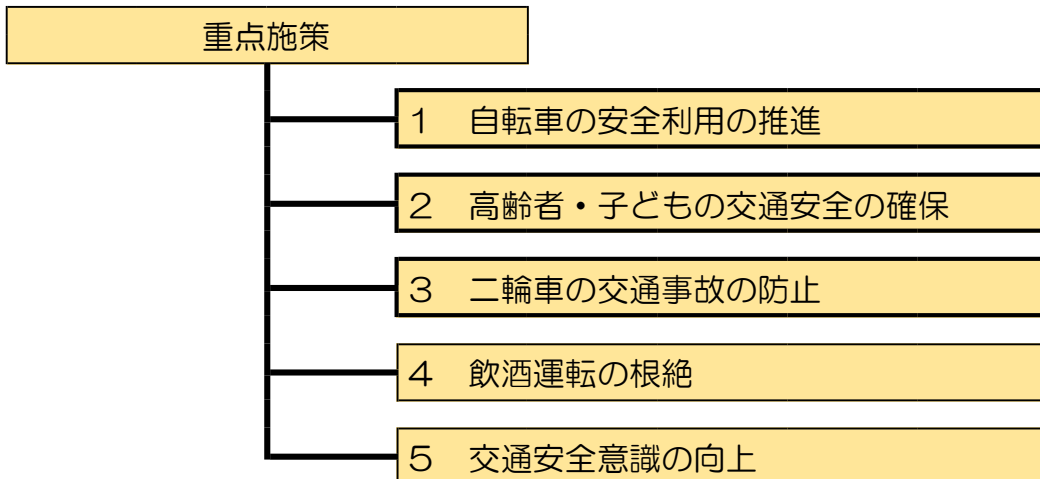 重点施策
１　自転車の安全利用の推進
２　高齢者・子どもの交通安全の確保
３　二輪車の交通事故の防止
４　飲酒運転の根絶
５　交通安全意識の向上